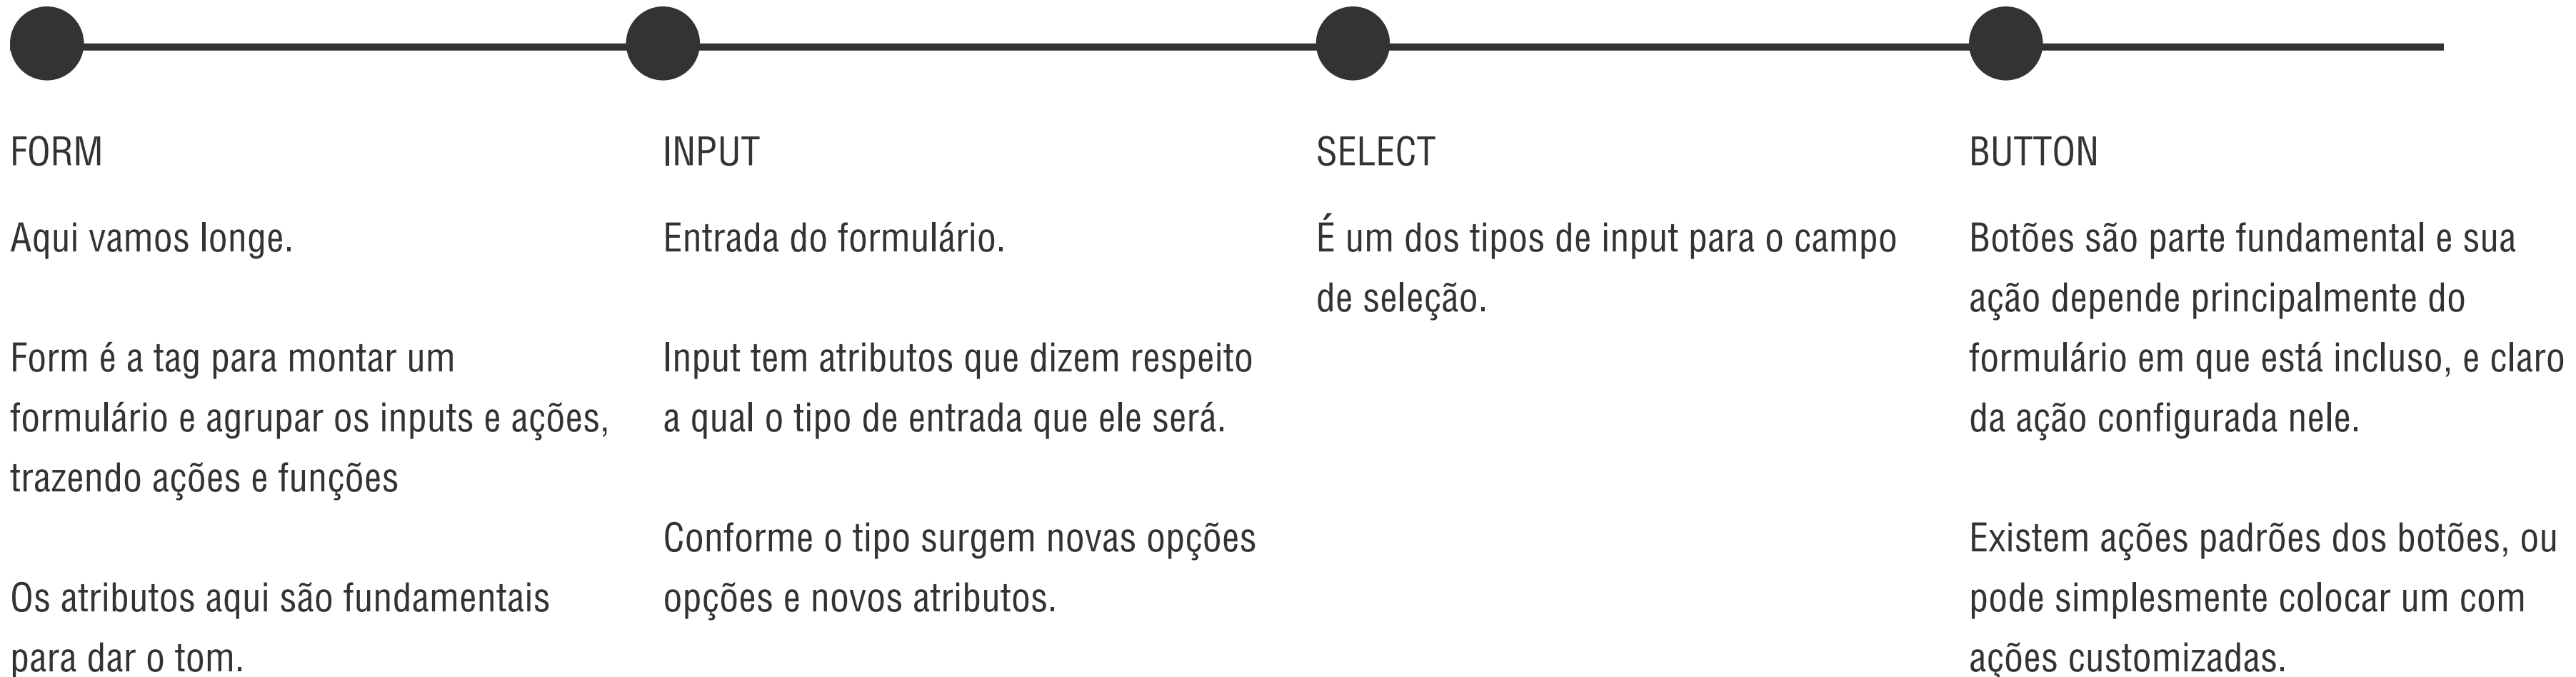 FORM
Aqui vamos longe.
Form é a tag para montar um
formulário e agrupar os inputs e ações,
trazendo ações e funções
Os atributos aqui são fundamentais
para dar o tom.
INPUT
Entrada do formulário.
Input tem atributos que dizem respeito
a qual o tipo de entrada que ele será.
Conforme o tipo surgem novas opções
opções e novos atributos.
SELECT
É um dos tipos de input para o campo
de seleção.
BUTTON
Botões são parte fundamental e sua
ação depende principalmente do
formulário em que está incluso, e claro
da ação configurada nele.
Existem ações padrões dos botões, ou
pode simplesmente colocar um com
ações customizadas.